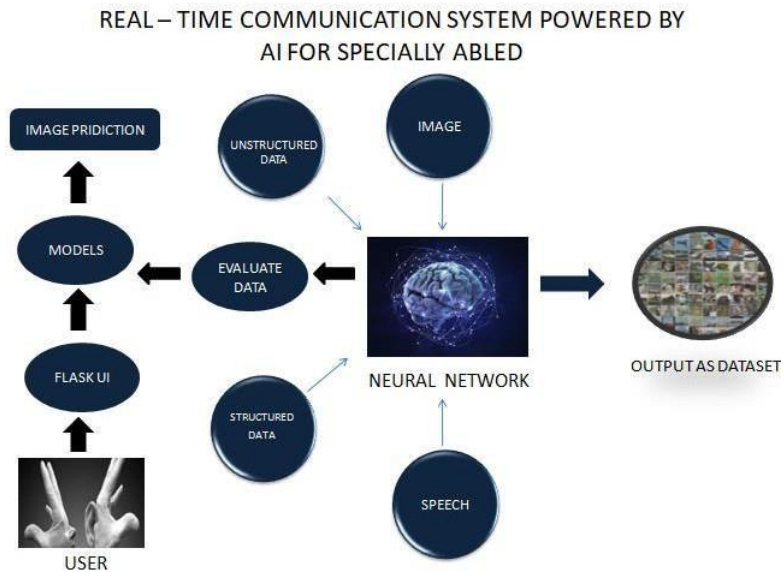 REAL – TIME COMMUNICATION SYSTEM POWERED BY
AI FOR SPECIALLY ABLED
IMAGE PRIDICTION
UNSTRUCTURED
DATA
IMAGE
MODELS
EVALUATE
DATA
FLASK UI
NEURAL NETWORK
OUTPUT AS DATASET
STRUCTURED
DATA
SPEECH
USER